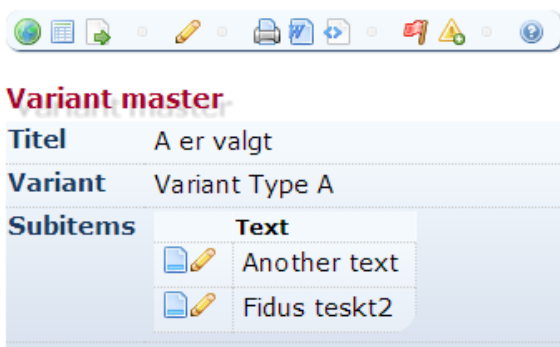 Variant master
Titel A er valgt
Variant Variant Type A
Subitems Text
Another text
Fidus teskt2